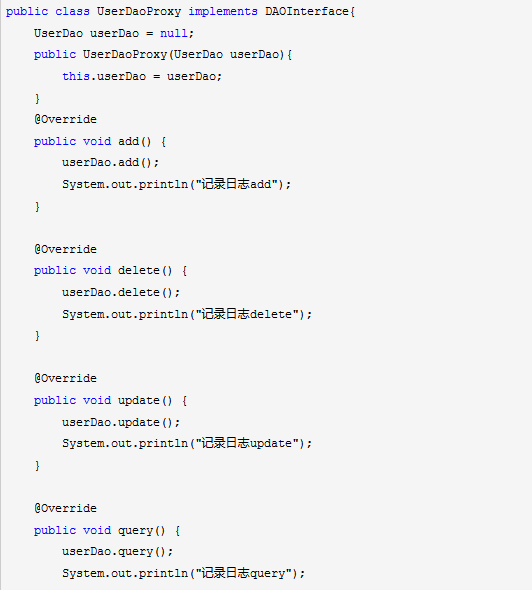 public class UserDaoProxy implements DAOInterface{
    UserDao userDao = null;
    public UserDaoProxy(UserDao userDao){
        this.userDao = userDao;
    }
    @Override
    public void add() {
        userDao.add();
        System.out.println("记录日志add");
    }

    @Override
    public void delete() {
        userDao.delete();
        System.out.println("记录日志delete");
    }

    @Override
    public void update() {
        userDao.update();
        System.out.println("记录日志update");
    }

    @Override
    public void query() {
        userDao.query();
        System.out.println("记录日志query");